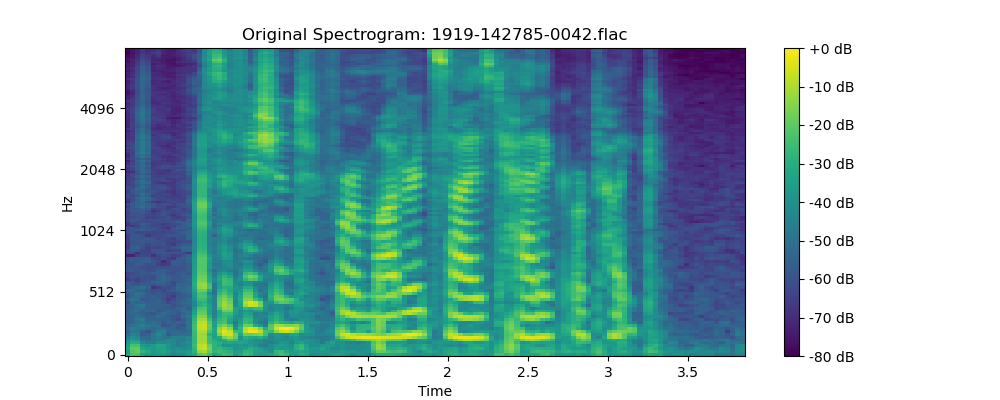 Original Spectrogram: 1919-142785-0042.flac
Hz
4096
2048
1024
512
0
0 0.5 1 1.5 2 2.5 3 3.5
Time
+0 dB
-10 dB
-20 dB
-30 dB
-40 dB
-50 dB
-60 dB
-70 dB
-80 dB